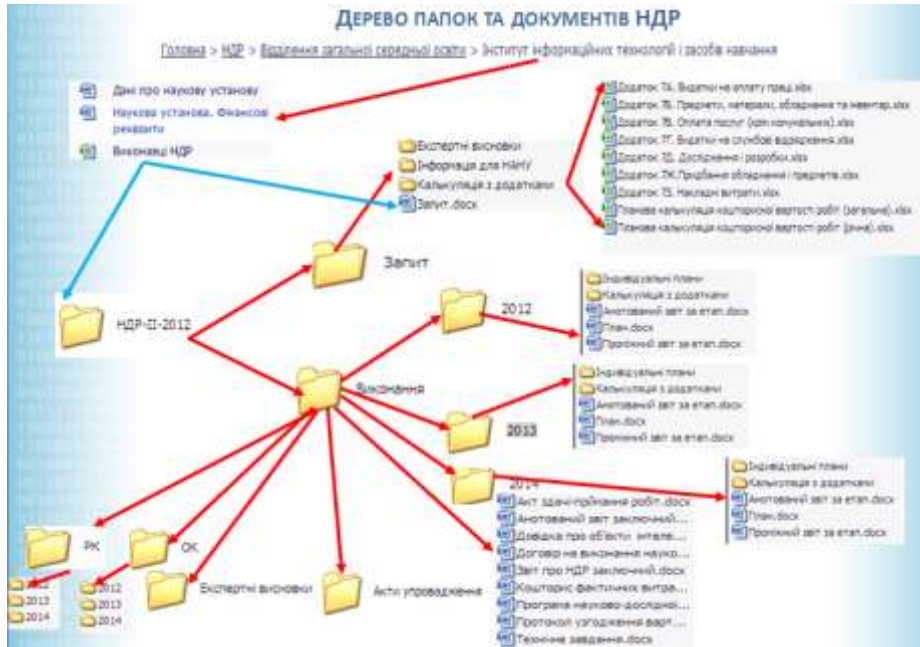 ДЕРЕВО ПАПОК ТА ДОКУМЕНТІВ НДР
Головна > НДР > Відділення загальної середньої освіти > Інститут інформаційних технологій і засобів навчання
Дані про наукову установу
Наукова установа. Фінансові реквізити
Виконавці НДР
Експертні висновки
Інформація для НАПНУ
Калькуляція з додатками
Запит.docx
Додаток 7А. Видатки на оплату праці.xlsx
Додаток 7Б. Предмети, матеріали, обладнання та інвентар.xlsx
Додаток 7В. Оплата послуг (крім комунальних).xlsx
Додаток 7Г. Видатки на службові відрядження.xlsx
Додаток 7Д. Дослідження і розробки.xlsx
Додаток 7Ж. Придбання обладнання і предметів.xlsx
Додаток 7З. Накладні витрати.xlsx
Планова калькуляція кошторисної вартості робіт (загальна).xlsx
Планова калькуляція кошторисної вартості робіт (річна).xlsx
Запит
НДР-ІІ-2012
2012
Індивідуальні плани
Калькуляція з додатками
Анотований звіт за етап.docx
План.docx
Проміжний звіт за етап.docx
Виконання
2013
Індивідуальні плани
Калькуляція з додатками
Анотований звіт за етап.docx
План.docx
Проміжний звіт за етап.docx
2014
Індивідуальні плани
Калькуляція з додатками
Анотований звіт за етап.docx
План.docx
Проміжний звіт за етап.docx
Акт здачі-приймання робіт.docx
Анотований звіт заключний...
Довідка про об'єкти інтеле...
Договір на виконання науко...
Звіт про НДР заключний.docx
Кошторис фактичних витра...
Програма науково-дослідної...
Протокол узгодження варт...
Технічне завдання.docx
РК
2012
2013
2014
ОК
2012
2013
2014
Експертні висновки
Акти упровадження